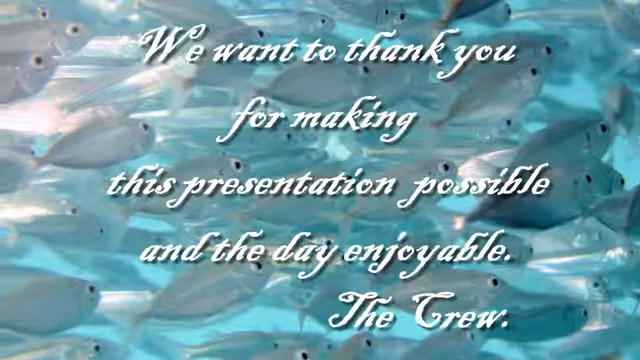 We want to thank you
for making
this presentation possible
and the day enjoyable.
The Crew.